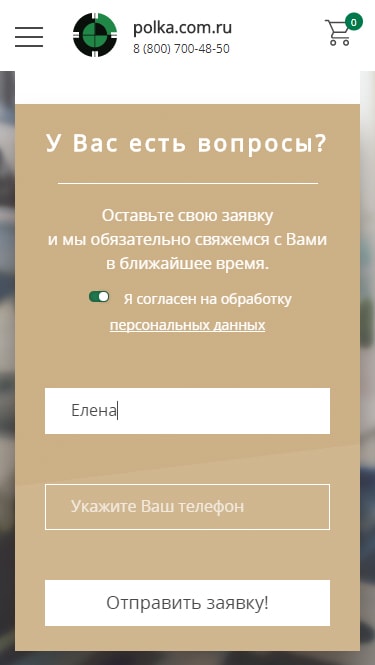 polka.com.ru
8 (800) 700-48-50
0
У Вас есть вопросы?
Оставьте свою заявку
и мы обязательно свяжемся с Вами
в ближайшее время.
Я согласен на обработку
персональных данных
Елена
Укажите Ваш телефон
Отправить заявку!